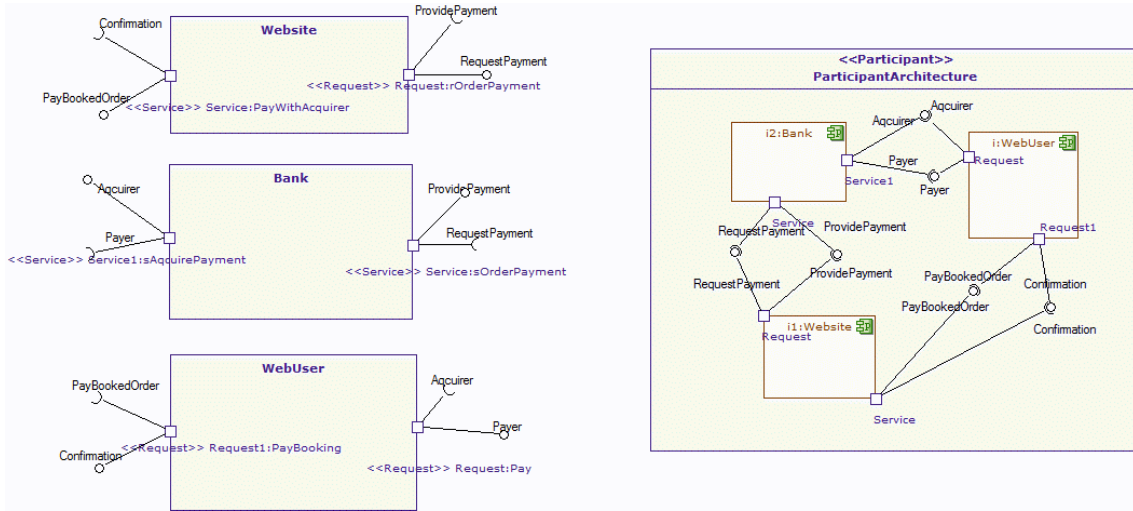 Confirmation
Website
ProvidePayment
RequestPayment
<<Request>> Request:rOrderPayment
PayBookedOrder
<<Service>> Service:PayWithAcquirer
Bank
Aqcuirer
ProvidePayment
Payer
RequestPayment
<<Service>> Service1:sAquirePayment
<<Service>> Service:sOrderPayment
WebUser
PayBookedOrder
Aqcuirer
Payer
<<Request>> Request1:PayBooking
Confirmation
<<Request>> Request:Pay
<<Participant>>
ParticipantArchitecture
Aqcuirer
Aqcuirer
i2:Bank
i:WebUser
Payer
Request
Service1
Payer
Service
ProvidePayment
Request1
RequestPayment
ProvidePayment
PayBookedOrder
Confirmation
RequestPayment
PayBookedOrder
i1:Website
Confirmation
Request
Service